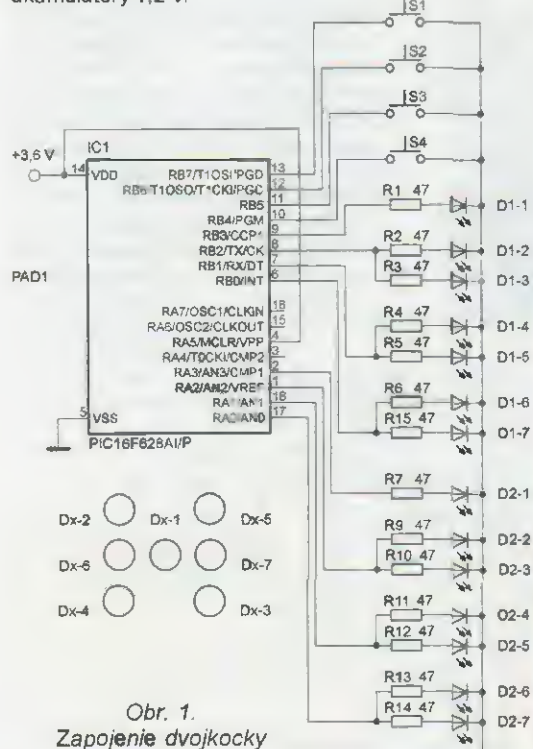 akumulátory 1,2 V.
S1
S2
S3
S4
+3,6 V
IC1
14
VDD
RB7/T1OSI/PGD
13
RB6/T1OSO/T1CKI/PGC
12
RB5
11
RB4/PGM
10
RB3/CCP1
9
RB2/TX/CK
8
RB1/RX/DT
7
RB0/INT
6
PAD1
RA7/OSC1/CLKIN
16
RA6/OSC2/CLKOUT
15
RA5/MCLR/VPP
4
RA4/T0CKI/CMP2
3
RA3/AN3/CMP1
2
RA2/AN2/VREF
1
RA1/AN1
18
RA0/AN0
17
5
VSS
PIC16F628AI/P
R1 47
D1-1
R2 47
D1-2
R3
D1-3
R4 47
D1-4
R5
D1-5
R6 47
D1-6
R15 47
D1-7
R7 47
D2-1
R9 47
D2-2
R10 47
D2-3
R11 47
D2-4
R12 47
D2-5
R13 47
D2-6
R14 47
D2-7
Dx-2
Dx-1
Dx-5
Dx-6
Dx-7
Dx-4
Dx-3
Obr. 1.
Zapojenie dvojkocky